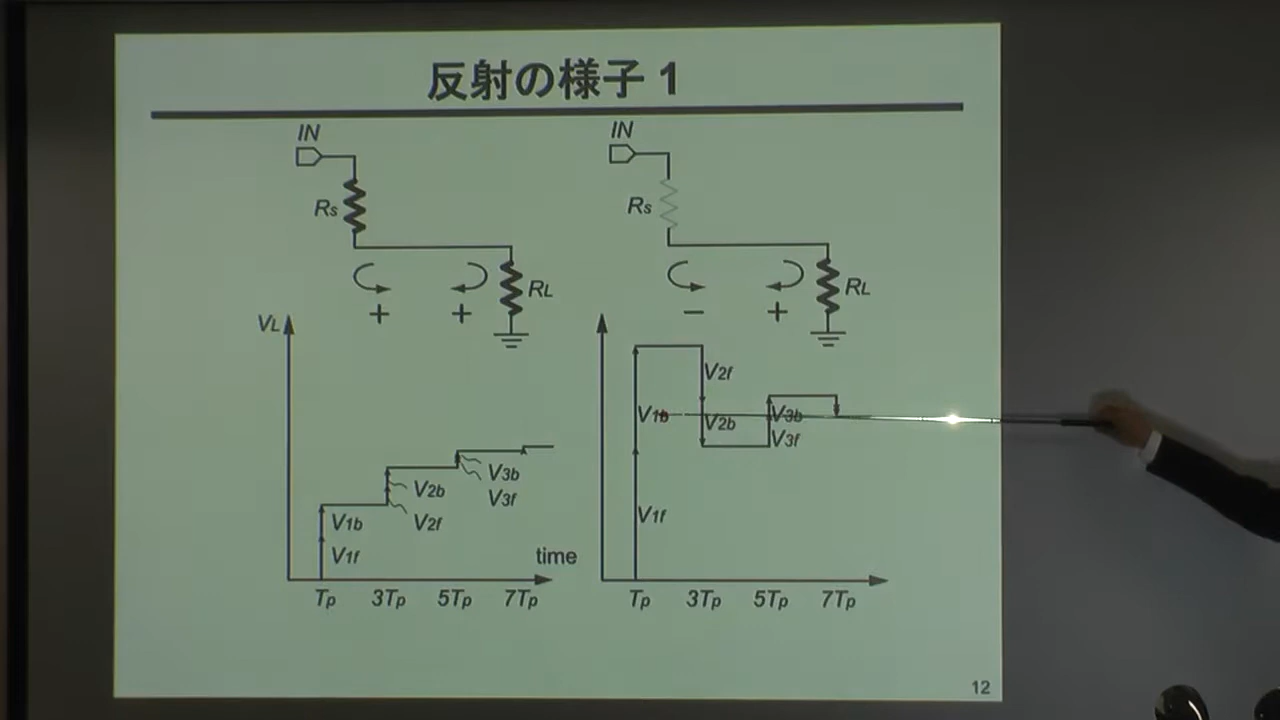 反射の様子 1
IN
IN
Rs
Rs
RL
RL
+
+
−
+
VL
V1b
V1f
V2b
V2f
V3b
V3f
time
Tp 3Tp 5Tp 7Tp
V2f
V1b
V2b
V3b
V3f
V1f
Tp 3Tp 5Tp 7Tp
12